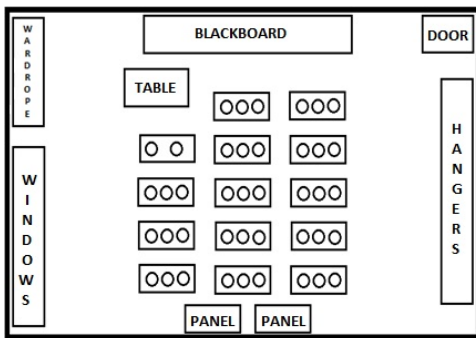 WARDROPE
BLACKBOARD
DOOR
TABLE
HANGERS
WINDOWS
PANEL
PANEL